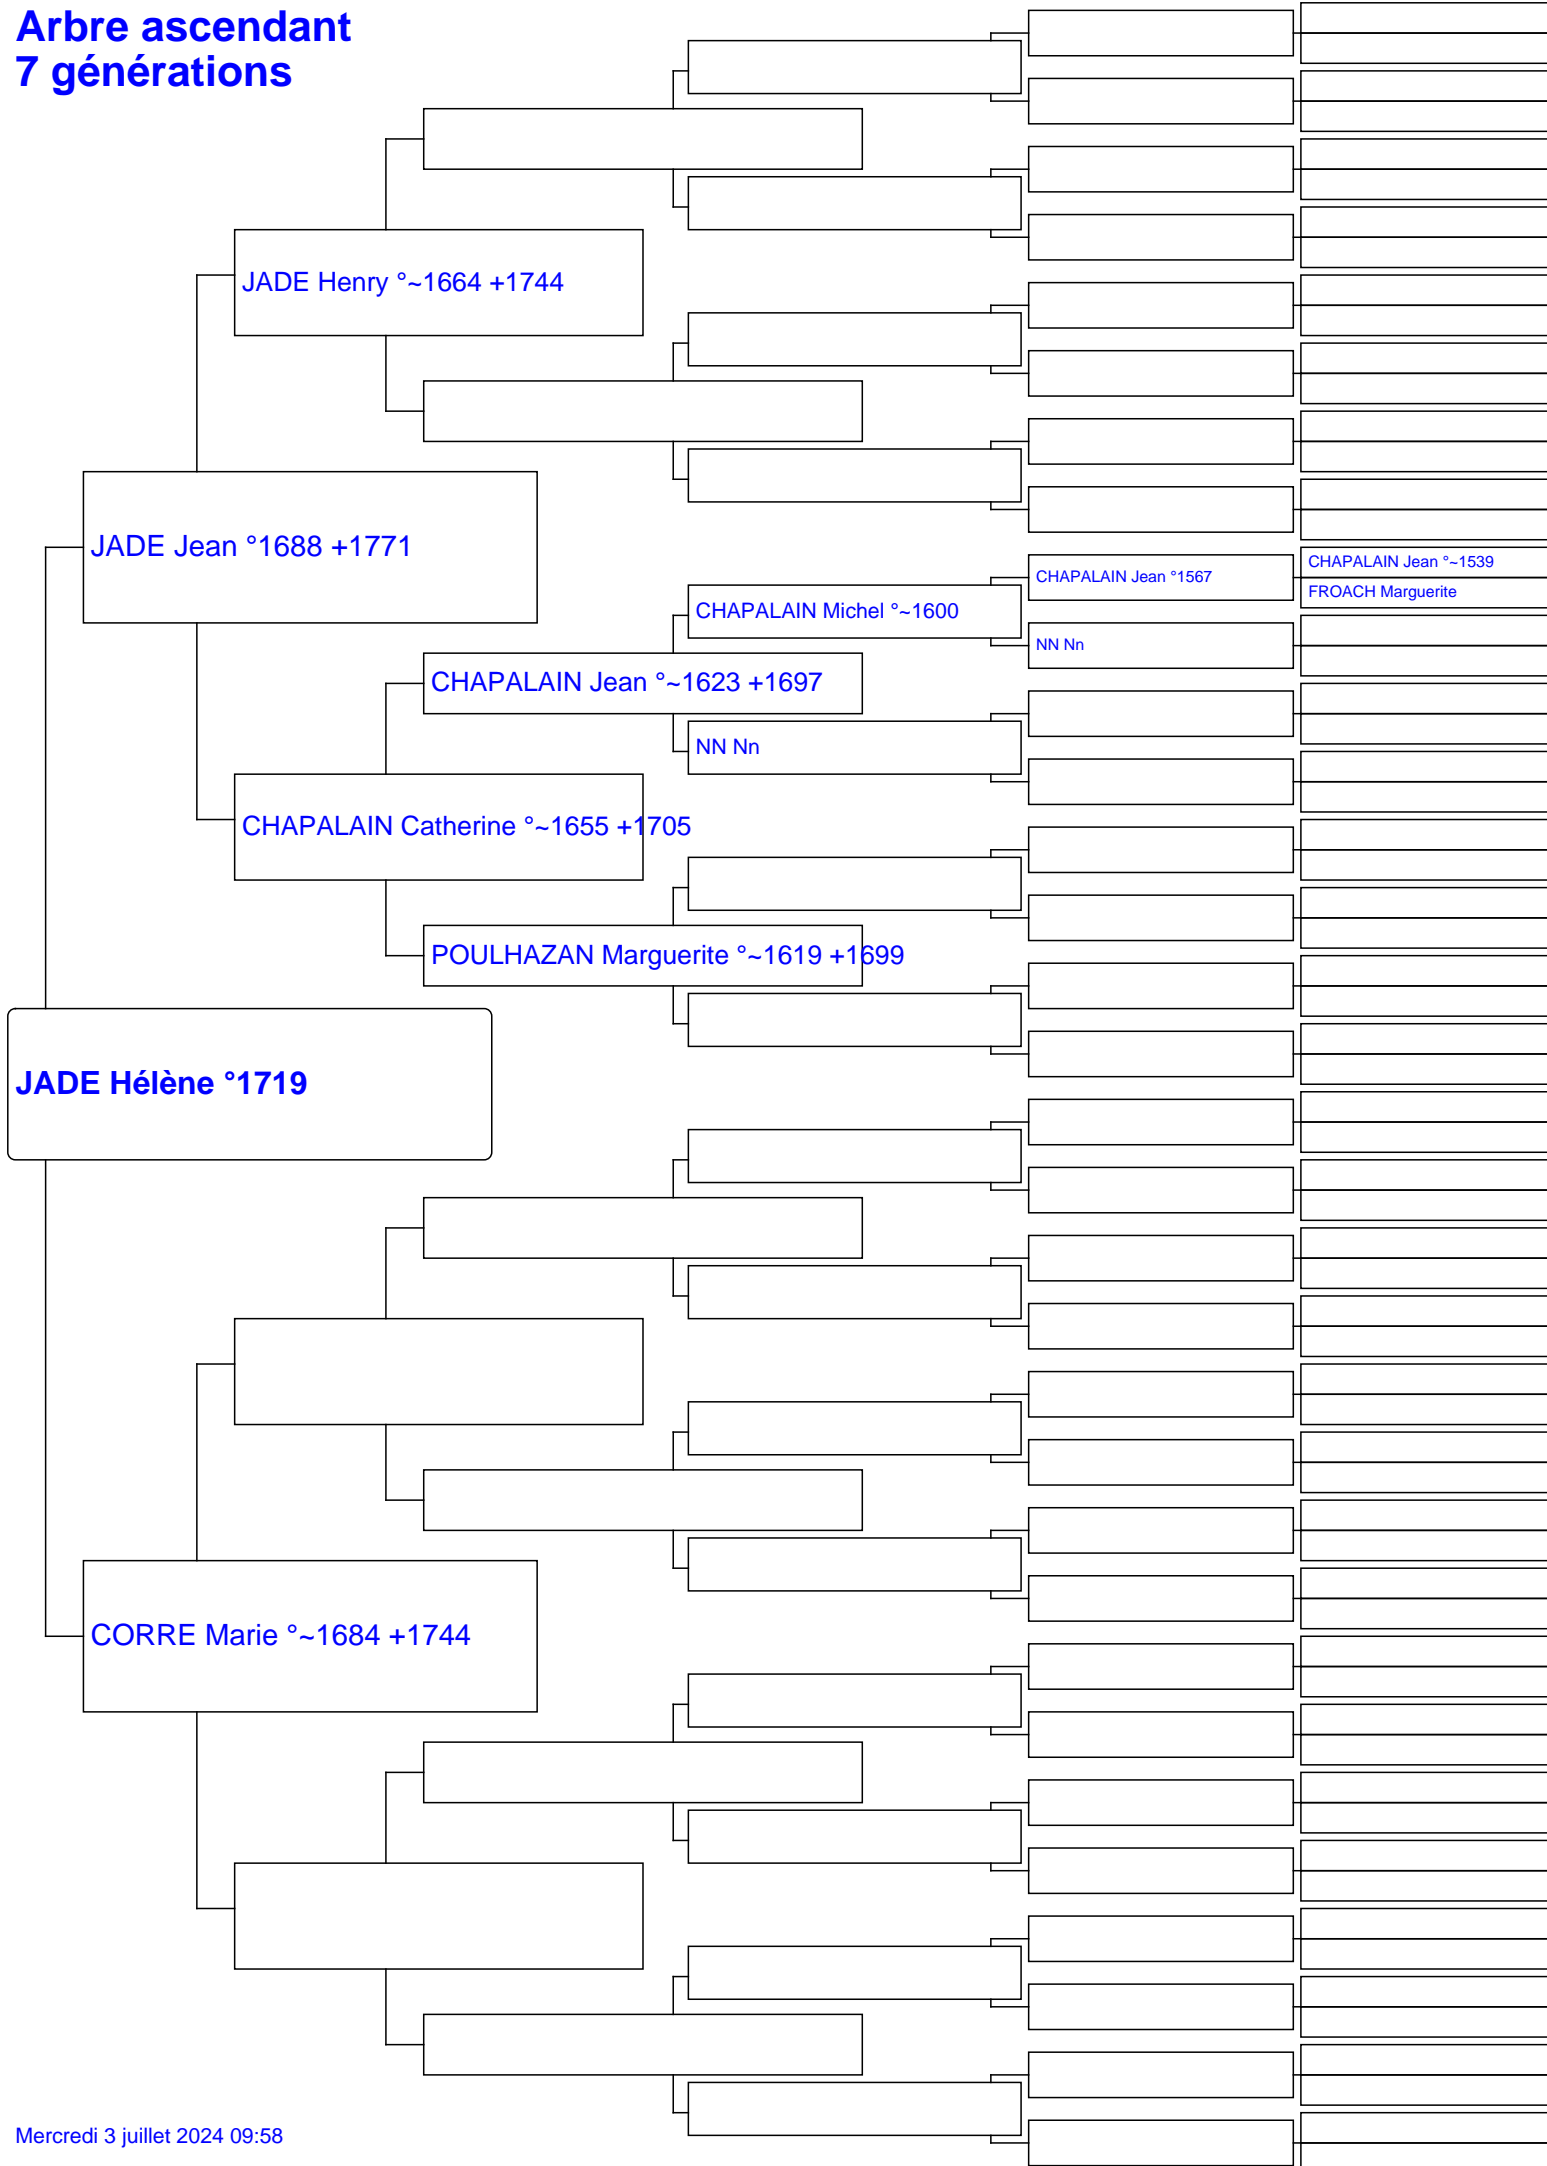 Arbre ascendant
7 générations
JADE Henry °~1664 +1744
JADE Jean °1688 +1771
CHAPALAIN Jean °~1539
CHAPALAIN Jean °1567
FROACH Marguerite
CHAPALAIN Michel °~1600
NN Nn
CHAPALAIN Jean °~1623 +1697
NN Nn
CHAPALAIN Catherine °~1655 +1705
POULHAZAN Marguerite °~1619 +1699
JADE Hélène °1719
CORRE Marie °~1684 +1744
Mercredi 3 juillet 2024 09:58